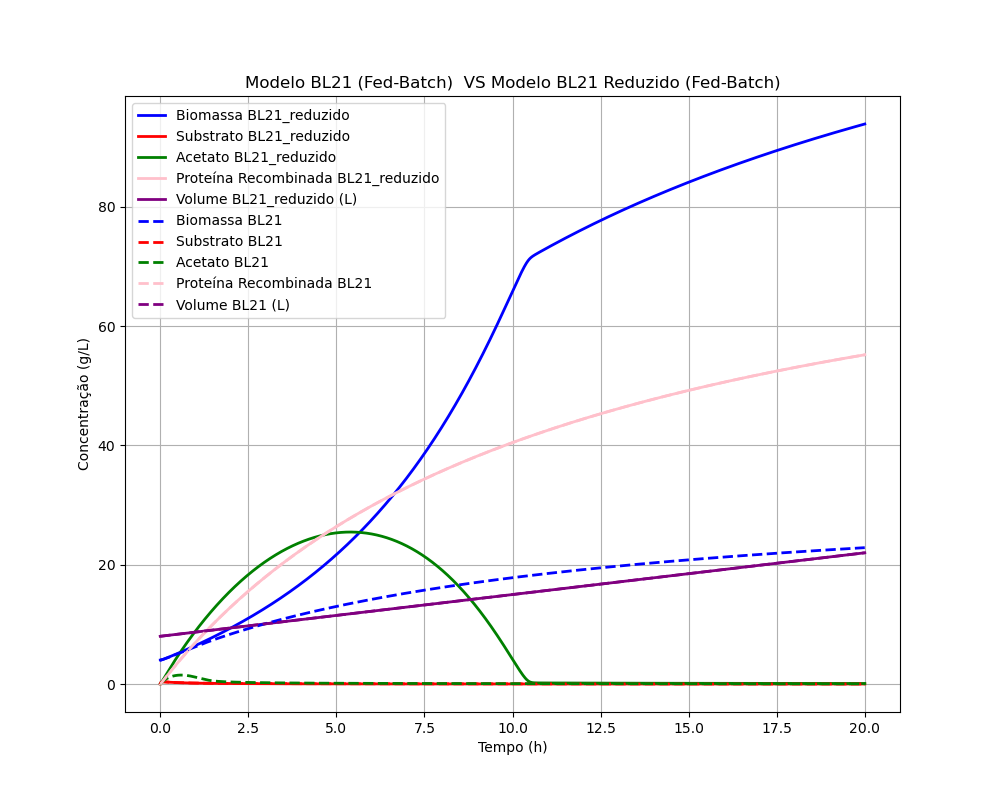 Modelo BL21 (Fed-Batch)  VS Modelo BL21 Reduzido (Fed-Batch)
Biomassa BL21_reduzido
Substrato BL21_reduzido
Acetato BL21_reduzido
Proteína Recombinada BL21_reduzido
Volume BL21_reduzido (L)
Biomassa BL21
Substrato BL21
Acetato BL21
Proteína Recombinada BL21
Volume BL21 (L)
Concentração (g/L)
80
60
40
20
0
0.0 2.5 5.0 7.5 10.0 12.5 15.0 17.5 20.0
Tempo (h)